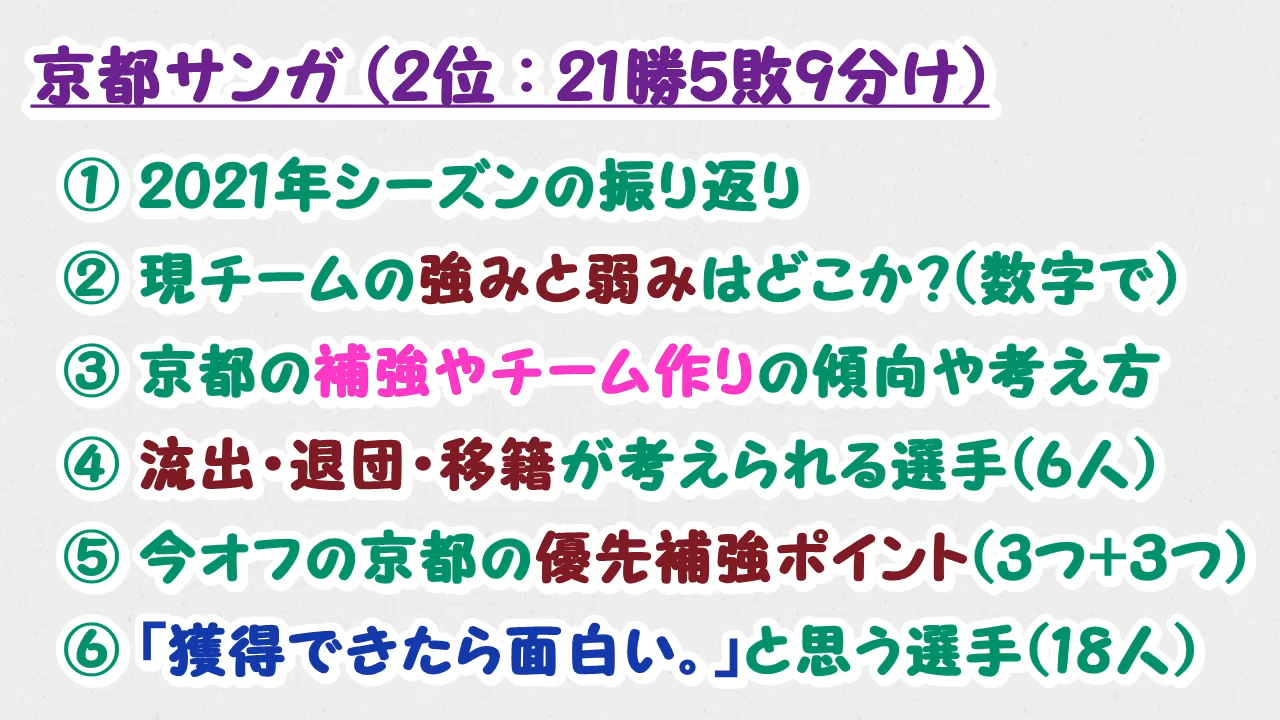 京都サンガ(2位：21勝5敗9分け)
① 2021年シーズンの振り返り
② 現チームの強みと弱みはどこか?(数字で)
③ 京都の補強やチーム作りの傾向や考え方
④ 流出・退団・移籍が考えられる選手(6人)
⑤ 今オフの京都の優先補強ポイント(3つ+3つ)
⑥「獲得できたら面白い。」と思う選手(18人)